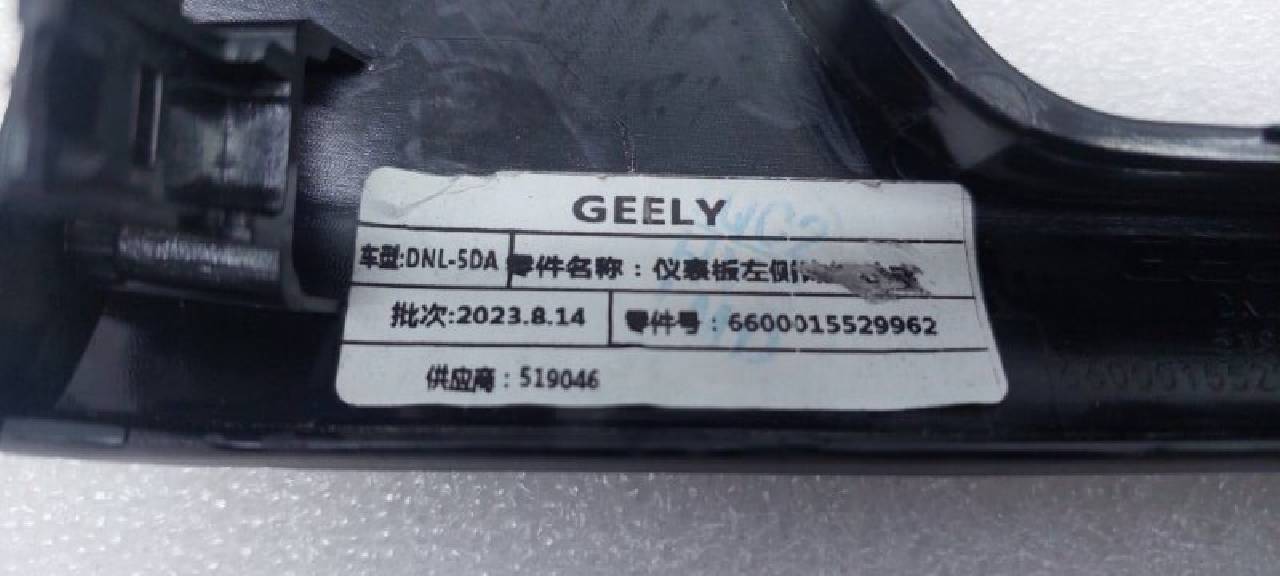 GEELY
车型:DNL-5DA 零件名称：仪表板左侧
批次:2023.8.14 零件号：6600015529962
供应商：519046